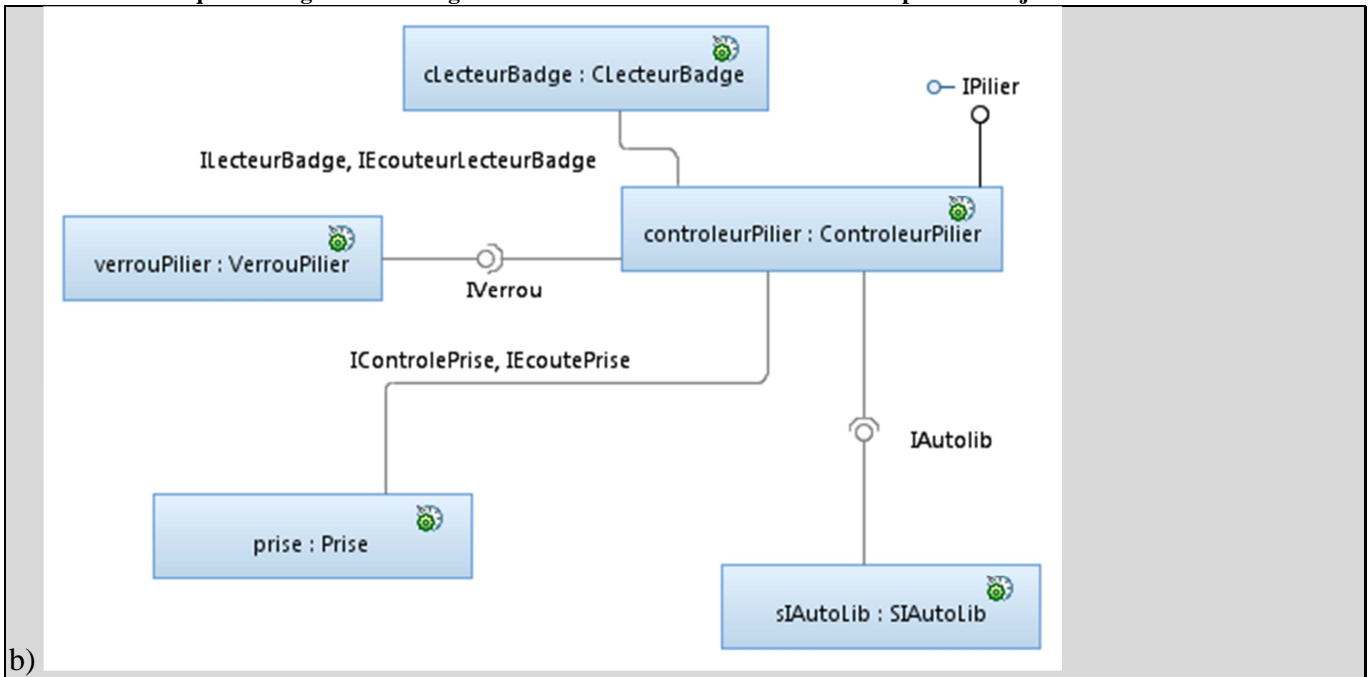 cLecteurBadge : CLecteurBadge
IPilier
ILecteurBadge, IEcouteurLecteurBadge
controleurPilier : ControleurPilier
verrouPilier : VerrouPilier
IVerrou
IControlePrise, IEcoutePrise
IAutolib
prise : Prise
sIAutoLib : SIAutoLib
b)